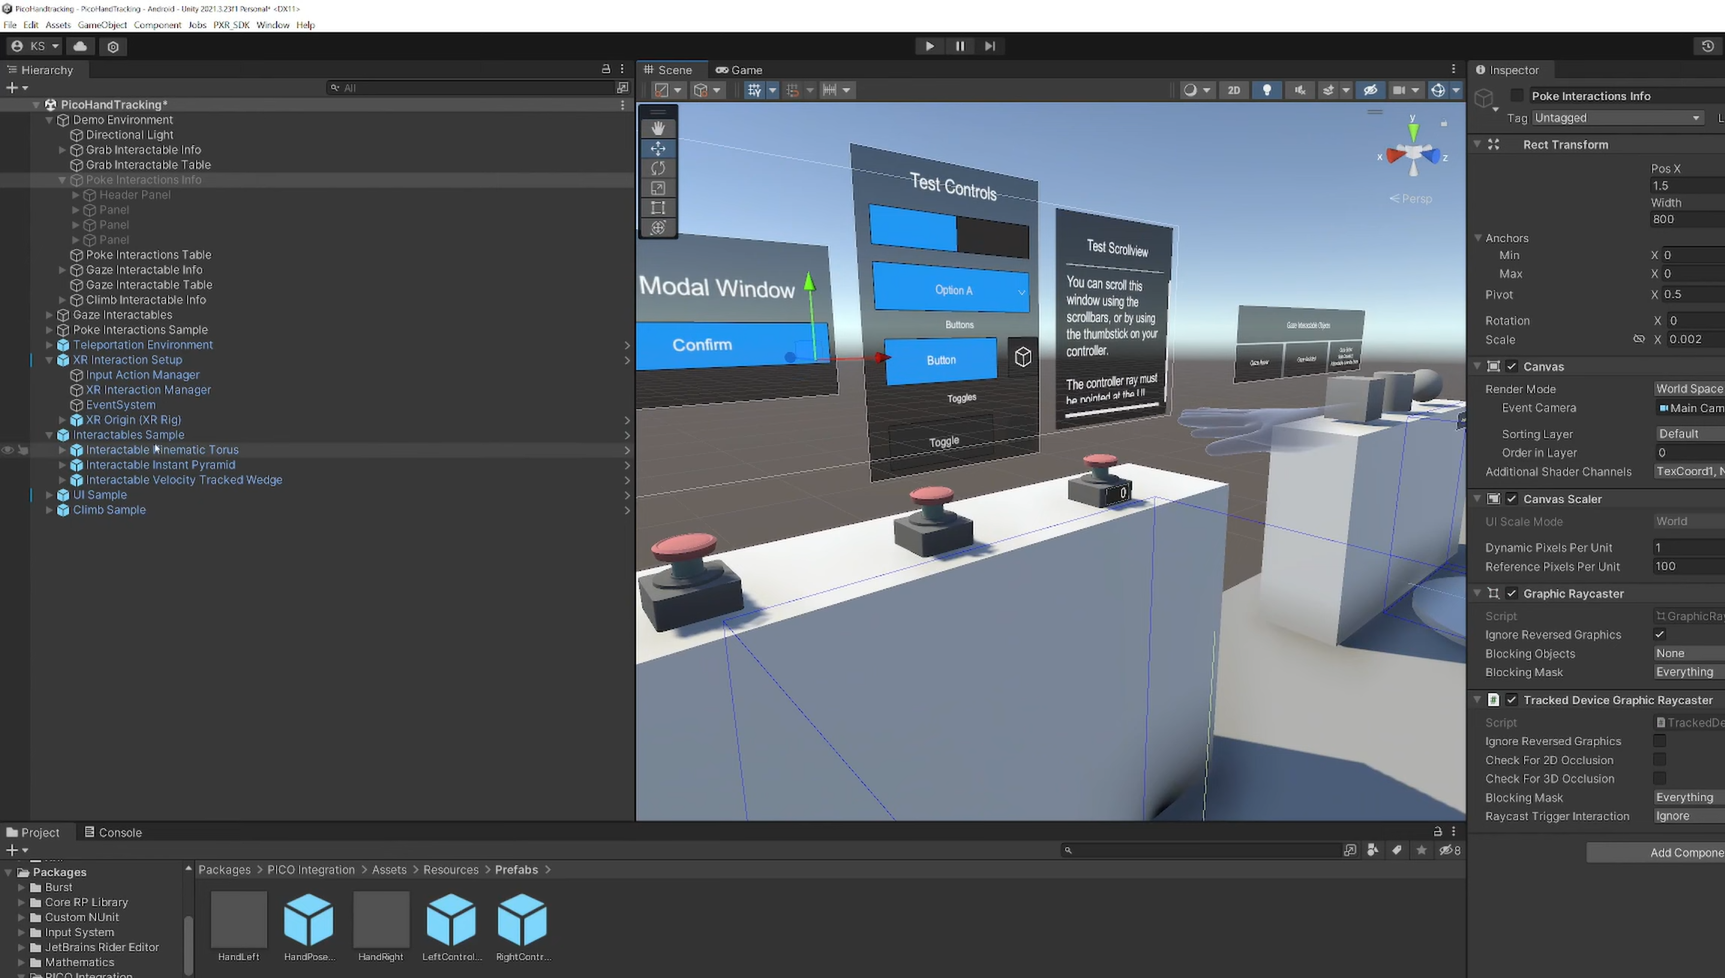 PicoHandtracking - PicoHandTracking - Android - Unity 2021.3.23f1 Personal* <DX11>
File Edit Assets GameObject Component Jobs PXR_SDK Window Help
KS
Hierarchy
All
PicoHandTracking*
Demo Environment
Directional Light
Grab Interactable Info
Grab Interactable Table
Poke Interactions Info
Header Panel
Panel
Panel
Panel
Poke Interactions Table
Gaze Interactable Info
Gaze Interactable Table
Climb Interactable Info
Gaze Interactables
Poke Interactions Sample
Teleportation Environment
XR Interaction Setup
Input Action Manager
XR Interaction Manager
EventSystem
XR Origin (XR Rig)
Interactables Sample
Interactable Kinematic Torus
Interactable Instant Pyramid
Interactable Velocity Tracked Wedge
UI Sample
Climb Sample
Scene Game
2D
y
x z
Persp
Modal Window
Confirm
Test Controls
Option A
Buttons
Button
Toggles
Toggle
Test Scrollview
You can scroll this
window using the
scrollbars, or by using
the thumbstick on your
controller.
The controller ray must
be pointed at the UI
Gaze Interactable Objects
0
Inspector
Poke Interactions Info
Tag Untagged
Rect Transform
Pos X
1.5
Width
800
Anchors
Min X 0
Max X 0
Pivot X 0.5
Rotation X 0
Scale X 0.002
Canvas
Render Mode World Space
Event Camera Main Cam
Sorting Layer Default
Order in Layer 0
Additional Shader Channels TexCoord1, N
Canvas Scaler
UI Scale Mode World
Dynamic Pixels Per Unit 1
Reference Pixels Per Unit 100
Graphic Raycaster
Script GraphicRay
Ignore Reversed Graphics
Blocking Objects None
Blocking Mask Everything
Tracked Device Graphic Raycaster
Script TrackedDe
Ignore Reversed Graphics
Check For 2D Occlusion
Check For 3D Occlusion
Blocking Mask Everything
Raycast Trigger Interaction Ignore
Add Compone
Project Console
8
Packages
Burst
Core RP Library
Custom NUnit
Input System
JetBrains Rider Editor
Mathematics
PICO Integration
Packages > PICO Integration > Assets > Resources > Prefabs >
HandLeft HandPose... HandRight LeftControl... RightContr...